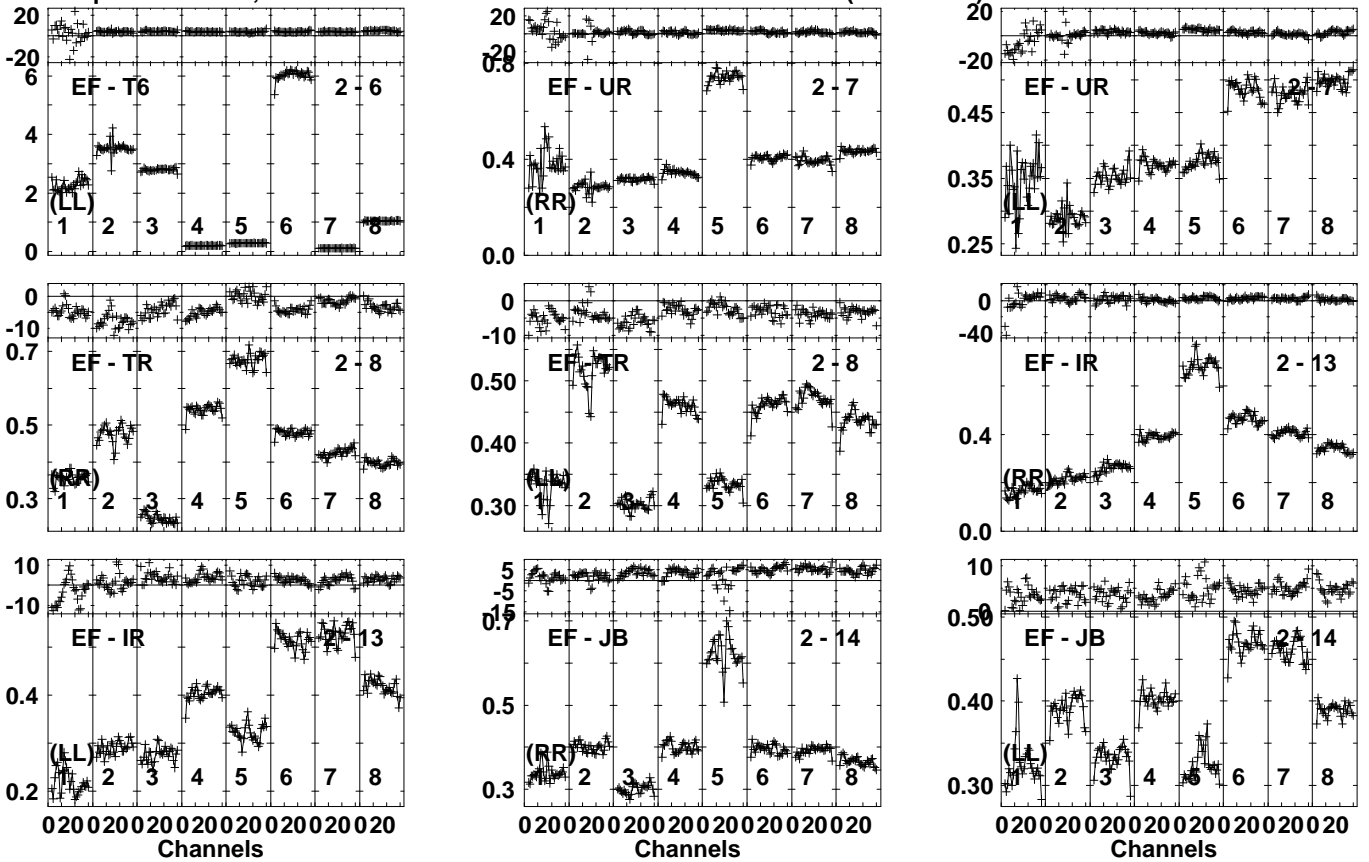 20
-20
EF - T6 2 - 6
6
4
2
0
(LL)
1 2 3 4 5 6 7 8
20
-20
0.8
EF - UR 2 - 7
0.4
0.0
(RR)
1 2 3 4 5 6 7 8
20
-20
EF - UR 2 - 7
0.45
0.35
0.25
(LL)
1 2 3 4 5 6 7 8
0
-10
0.7
EF - TR 2 - 8
0.5
0.3
(RR)
1 2 3 4 5 6 7 8
0
-10
EF - TR 2 - 8
0.50
0.40
0.30
(LL)
1 2 3 4 5 6 7 8
0
-40
EF - IR 2 - 13
0.4
0.0
(RR)
1 2 3 4 5 6 7 8
10
-10
EF - IR 2 - 13
0.4
0.2
(LL)
1 2 3 4 5 6 7 8
0 20 0 20 0 20 0 20 0 20 0 20 0 20 0 20
Channels
5
-5
-15
0.7
EF - JB 2 - 14
0.5
0.3
(RR)
1 2 3 4 5 6 7 8
0 20 0 20 0 20 0 20 0 20 0 20 0 20 0 20
Channels
10
0
0.50
EF - JB 2 - 14
0.40
0.30
(LL)
1 2 3 4 5 6 7 8
0 20 0 20 0 20 0 20 0 20 0 20 0 20 0 20
Channels